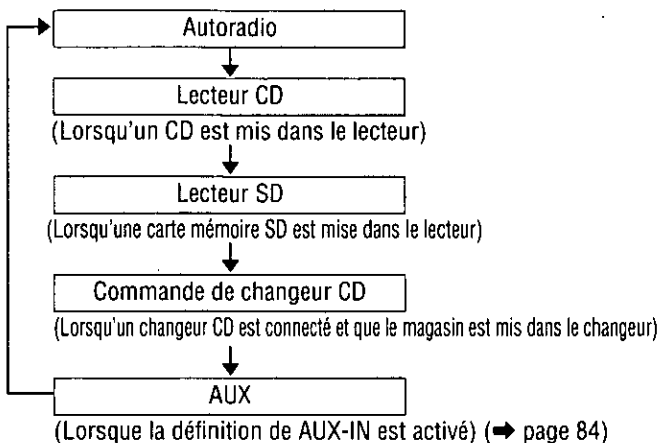 Autoradio
Lecteur CD
(Lorsqu'un CD est mis dans le lecteur)
Lecteur SD
(Lorsqu'une carte mémoire SD est mise dans le lecteur)
Commande de changeur CD
(Lorsqu'un changeur CD est connecté et que le magasin est mis dans le changeur)
AUX
(Lorsque la définition de AUX-IN est activé) (➡ page 84)